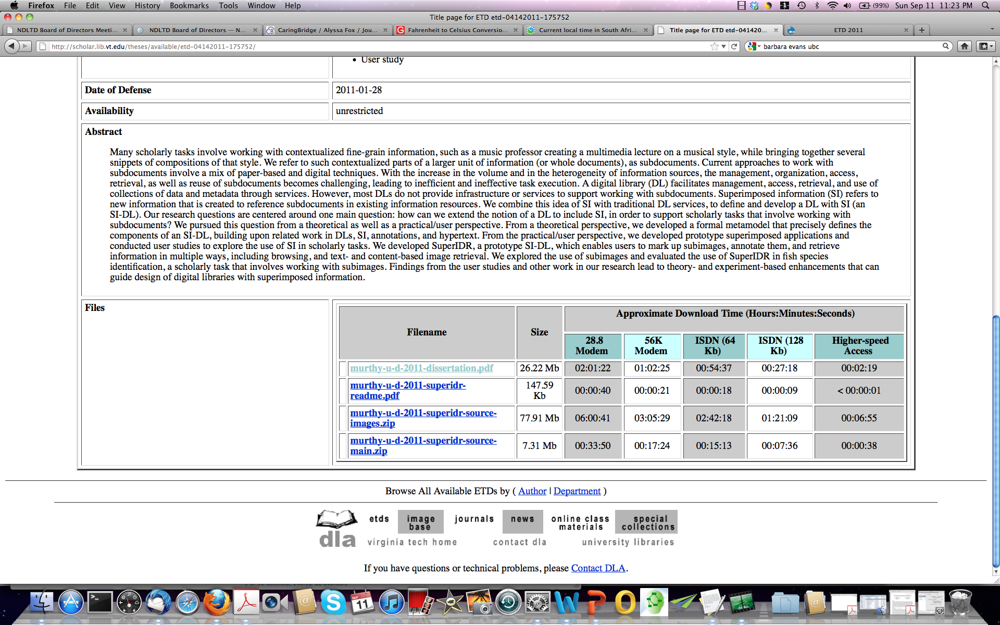 Firefox File Edit View History Bookmarks Tools Window Help 1 (99%) Sun Sep 11 11:23 PM
Title page for ETD etd-04142011-175752
NDLTD Board of Directors Meeti... NDLTD Board of Directors — N... CaringBridge / Alyssa Fox / Jou... Fahrenheit to Celsius Conversio... Current local time in South Afri... Title page for ETD etd-041420... ETD 2011
http://scholar.lib.vt.edu/theses/available/etd-04142011-175752/ barbara evans ubc
• User study
Date of Defense 2011-01-28
Availability unrestricted
Abstract
Many scholarly tasks involve working with contextualized fine-grain information, such as a music professor creating a multimedia lecture on a musical style, while bringing together several
snippets of compositions of that style. We refer to such contextualized parts of a larger unit of information (or whole documents), as subdocuments. Current approaches to work with
subdocuments involve a mix of paper-based and digital techniques. With the increase in the volume and in the heterogeneity of information sources, the management, organization, access,
retrieval, as well as reuse of subdocuments becomes challenging, leading to inefficient and ineffective task execution. A digital library (DL) facilitates management, access, retrieval, and use of
collections of data and metadata through services. However, most DLs do not provide infrastructure or services to support working with subdocuments. Superimposed information (SI) refers to
new information that is created to reference subdocuments in existing information resources. We combine this idea of SI with traditional DL services, to define and develop a DL with SI (an
SI-DL). Our research questions are centered around one main question: how can we extend the notion of a DL to include SI, in order to support scholarly tasks that involve working with
subdocuments? We pursued this question from a theoretical as well as a practical/user perspective. From a theoretical perspective, we developed a formal metamodel that precisely defines the
components of an SI-DL, building upon related work in DLs, SI, annotations, and hypertext. From the practical/user perspective, we developed prototype superimposed applications and
conducted user studies to explore the use of SI in scholarly tasks. We developed SuperIDR, a prototype SI-DL, which enables users to mark up subimages, annotate them, and retrieve
information in multiple ways, including browsing, and text- and content-based image retrieval. We explored the use of subimages and evaluated the use of SuperIDR in fish species
identification, a scholarly task that involves working with subimages. Findings from the user studies and other work in our research lead to theory- and experiment-based enhancements that can
guide design of digital libraries with superimposed information.
Files
Filename Size Approximate Download Time (Hours:Minutes:Seconds)
28.8 Modem 56K Modem ISDN (64 Kb) ISDN (128 Kb) Higher-speed Access
murthy-u-d-2011-dissertation.pdf 26.22 Mb 02:01:22 01:02:25 00:54:37 00:27:18 00:02:19
murthy-u-d-2011-superidr-
readme.pdf 147.59 Kb 00:00:40 00:00:21 00:00:18 00:00:09 < 00:00:01
murthy-u-d-2011-superidr-source-
images.zip 77.91 Mb 06:00:41 03:05:29 02:42:18 01:21:09 00:06:55
murthy-u-d-2011-superidr-source-
main.zip 7.31 Mb 00:33:50 00:17:24 00:15:13 00:07:36 00:00:38
Browse All Available ETDs by ( Author | Department )
etds image base journals news online class materials special collections
dla virginia tech home contact dla university libraries
If you have questions or technical problems, please Contact DLA.
SEP 11